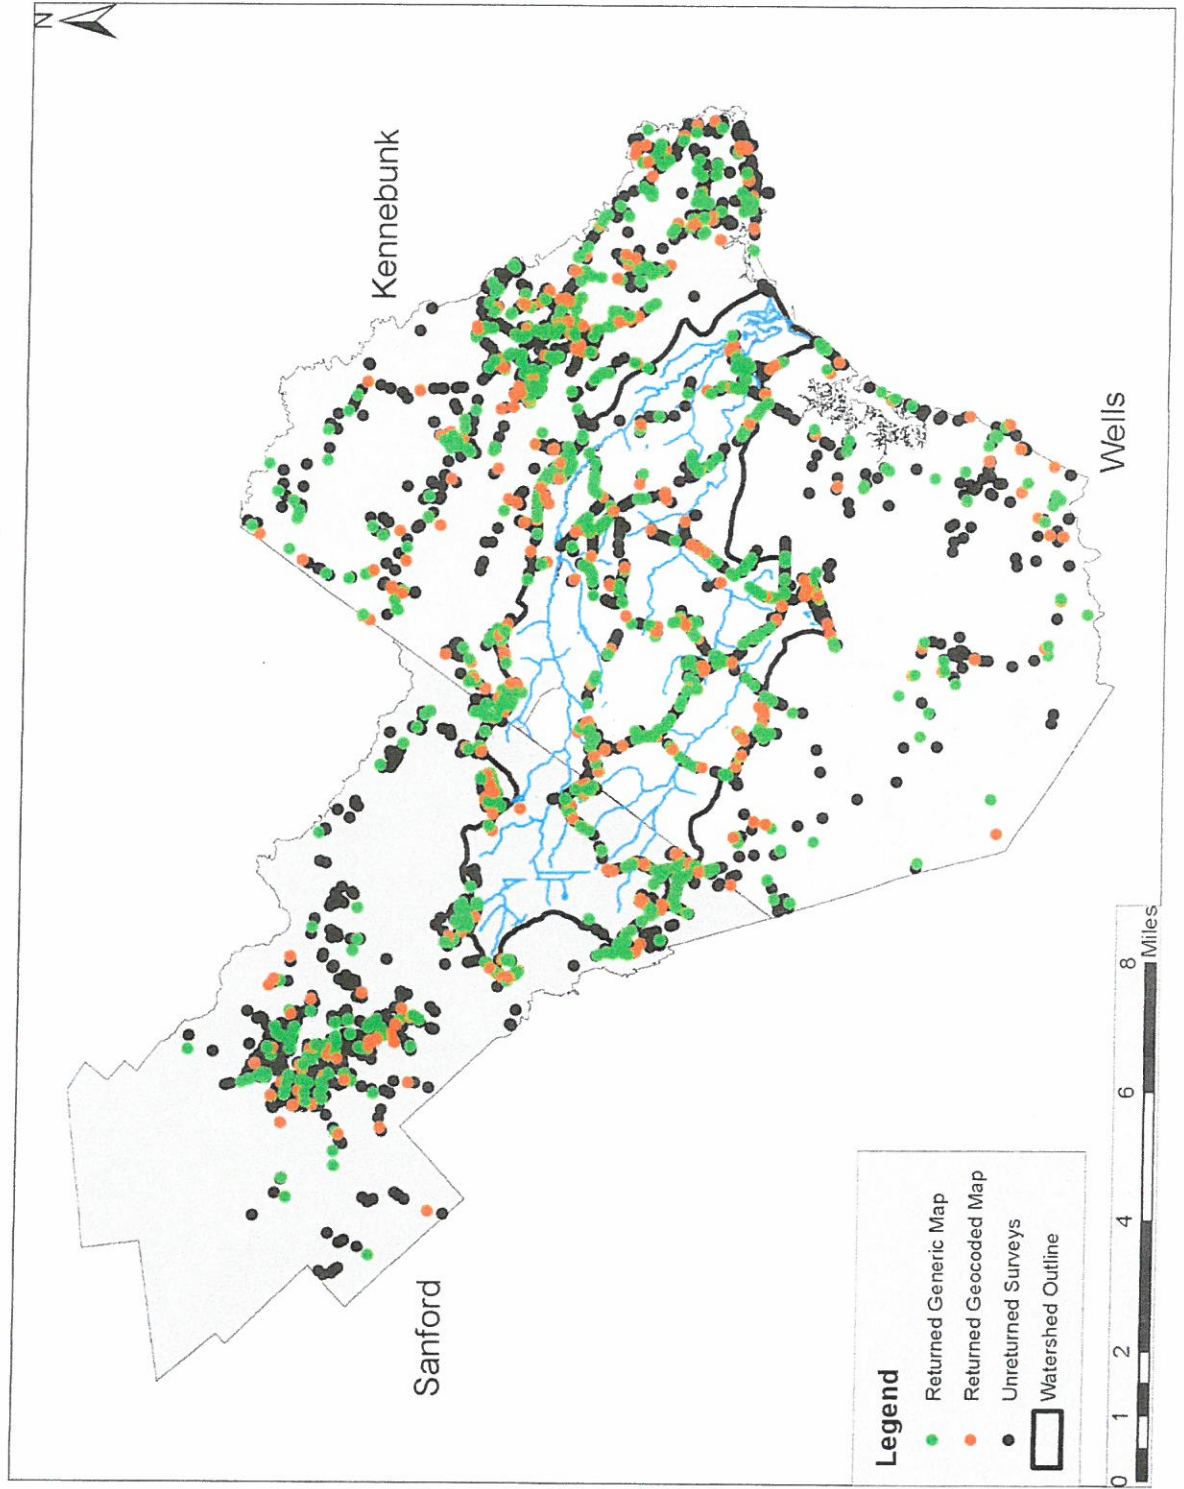 N
Kennebunk
Sanford
Wells
Legend
Returned Generic Map
Returned Geocoded Map
Unreturned Surveys
Watershed Outline
0 1 2 4 6 8
Miles